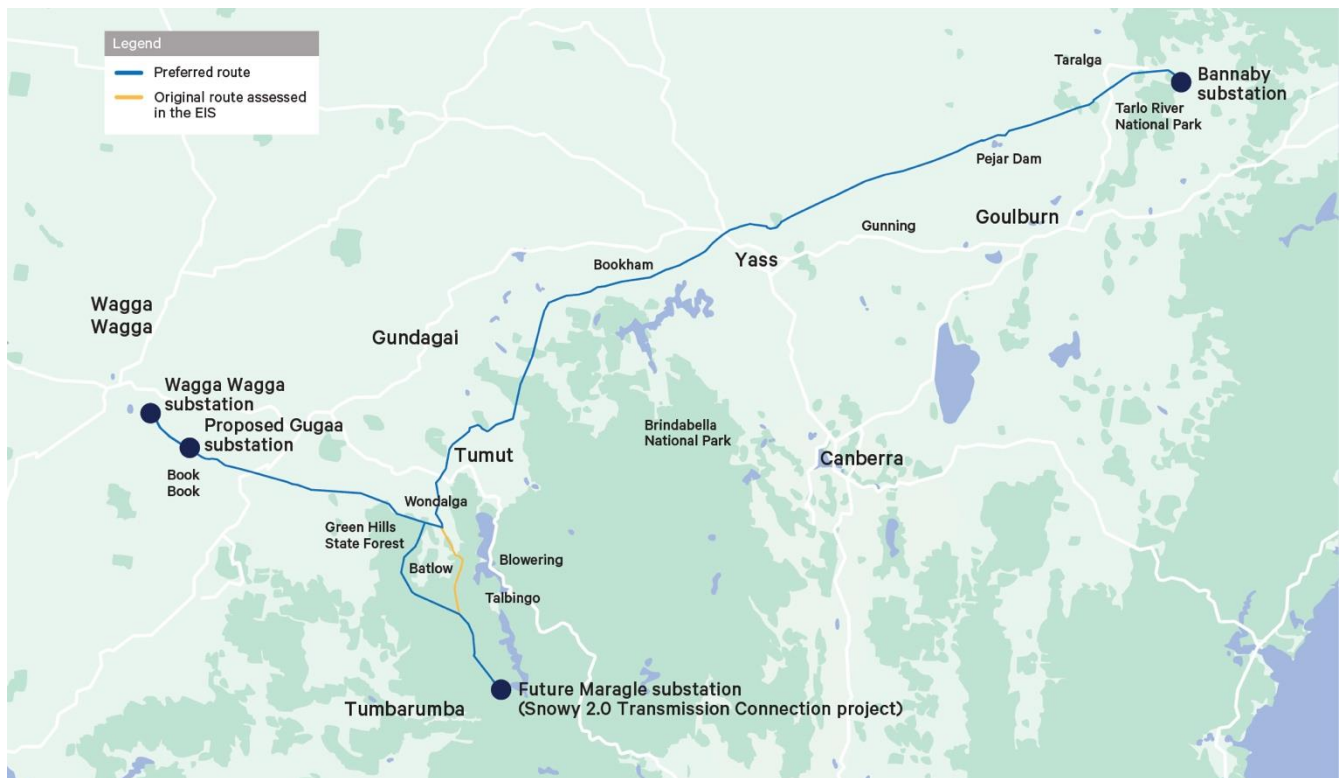 Legend
Preferred route
Original route assessed
in the EIS
Taralga
Bannaby
substation
Tarlo River
National Park
Pejar Dam
Goulburn
Gunning
Yass
Bookham
Wagga
Wagga
Gundagai
Wagga Wagga
substation
Proposed Gugaa
substation
Brindabella
National Park
Tumut
Canberra
Book
Book
Wondalga
Green Hills
State Forest
Batlow
Blowering
Talbingo
Future Maragle substation
(Snowy 2.0 Transmission Connection project)
Tumbarumba